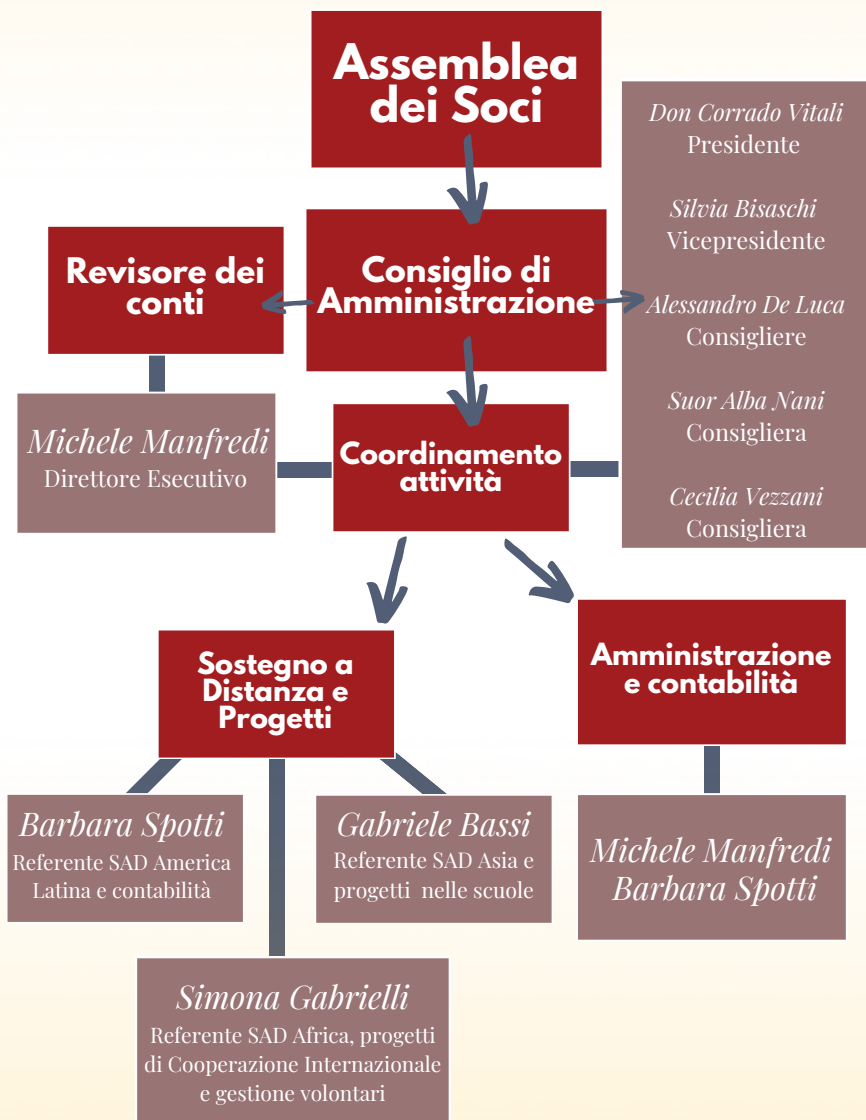 Assemblea
dei Soci
Don Corrado Vitali
Presidente
Silvia Bisaschi
Vicepresidente
Alessandro De Luca
Consigliere
Suor Alba Nani
Consigliera
Cecilia Vezzani
Consigliera
Revisore dei
conti
Consiglio di
Amministrazione
Michele Manfredi
Direttore Esecutivo
Coordinamento
attività
Sostegno a
Distanza e
Progetti
Amministrazione
e contabilità
Barbara Spotti
Referente SAD America
Latina e contabilità
Gabriele Bassi
Referente SAD Asia e
progetti nelle scuole
Michele Manfredi
Barbara Spotti
Simona Gabrielli
Referente SAD Africa, progetti
di Cooperazione Internazionale
e gestione volontari